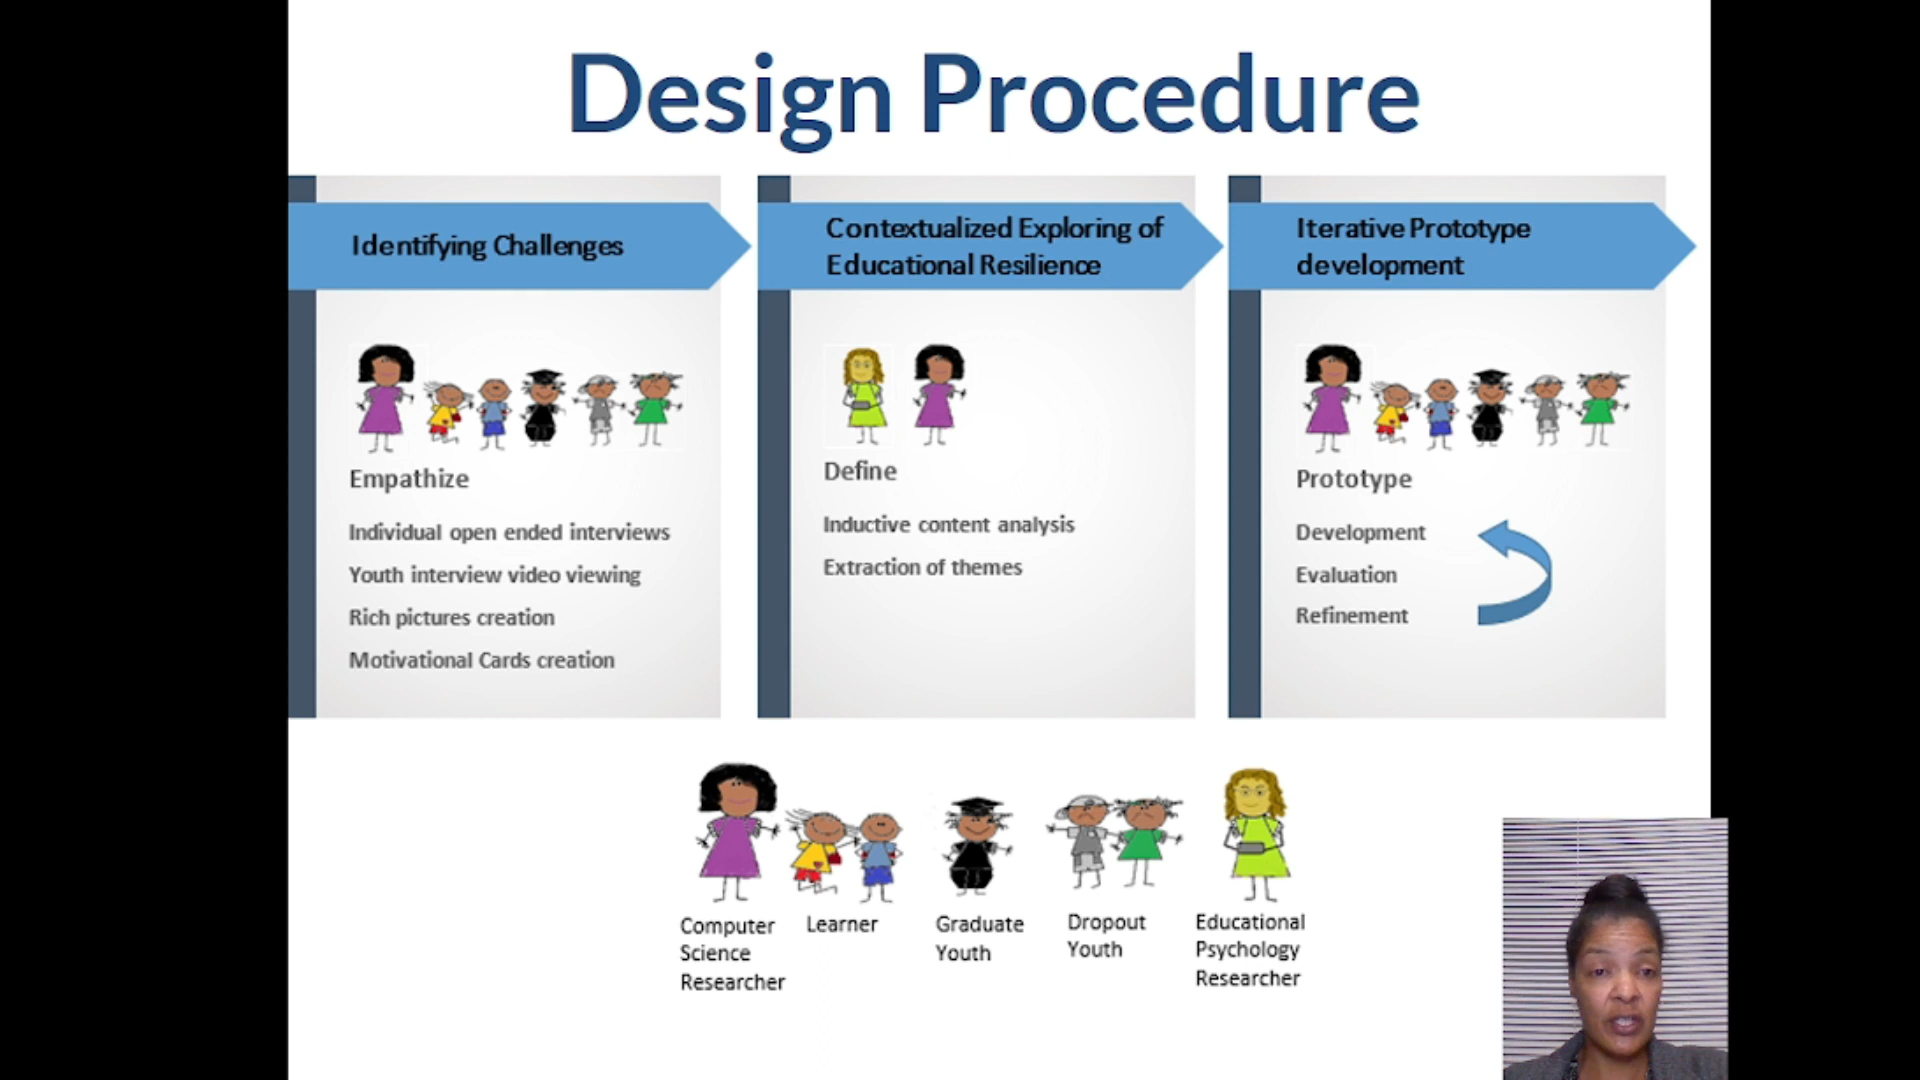 Design Procedure
Identifying Challenges
Empathize
Individual open ended interviews
Youth interview video viewing
Rich pictures creation
Motivational Cards creation
Contextualized Exploring of
Educational Resilience
Define
Inductive content analysis
Extraction of themes
Iterative Prototype
development
Prototype
Development
Evaluation
Refinement
Computer
Science
Researcher
Learner
Graduate
Youth
Dropout
Youth
Educational
Psychology
Researcher